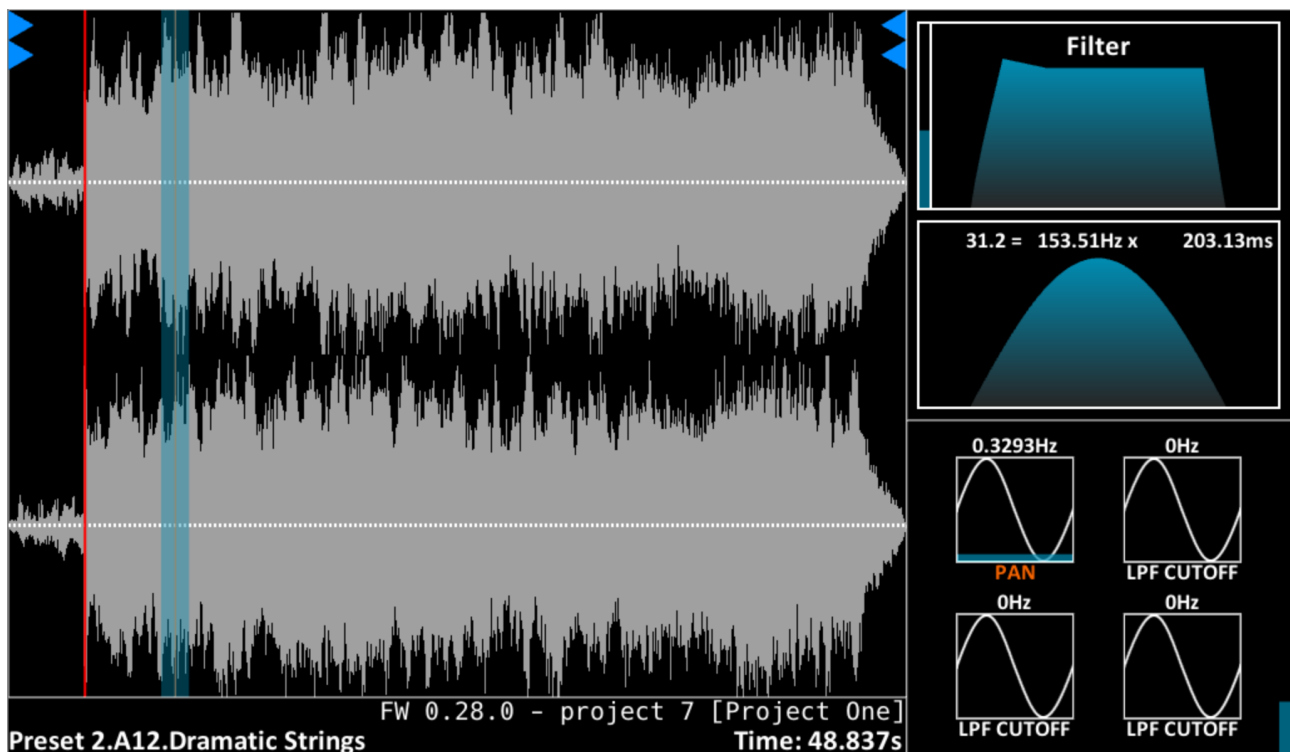 Filter
31.2 = 153.51Hz x 203.13ms
0.3293Hz 0Hz
PAN LPF CUTOFF
0Hz 0Hz
LPF CUTOFF LPF CUTOFF
FW 0.28.0 – project 7 [Project One]
Preset 2.A12.Dramatic Strings Time: 48.837s